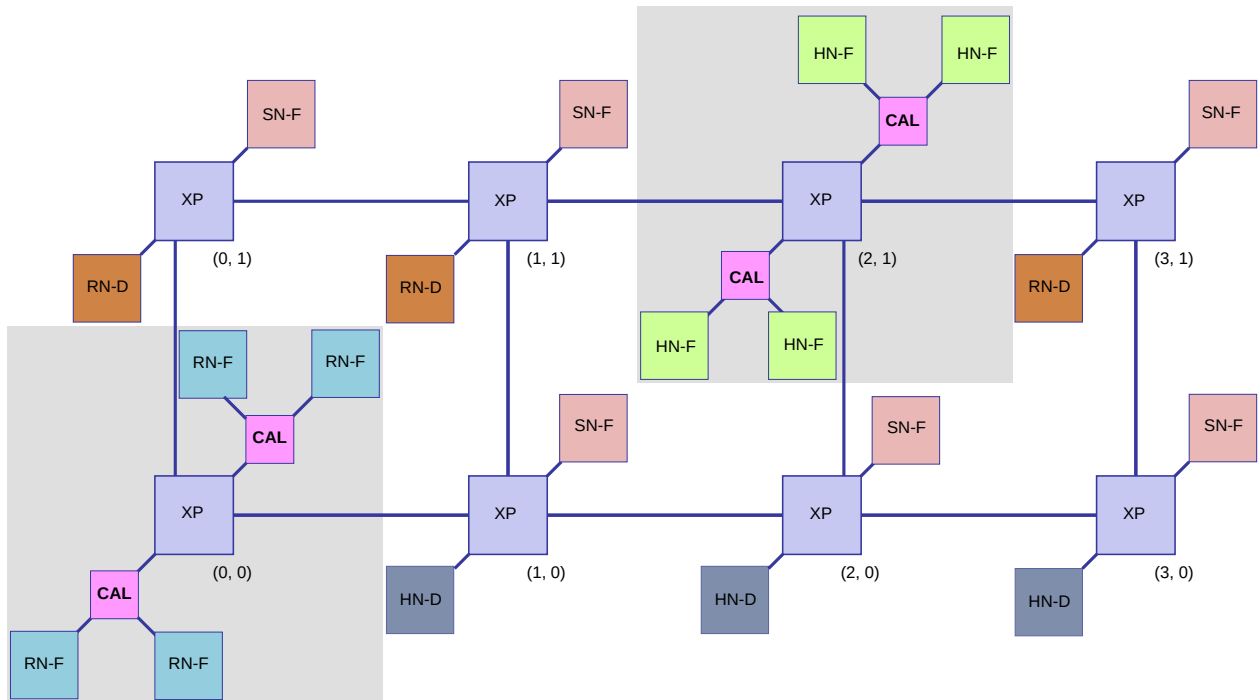 HN-F HN-F
SN-F SN-F CAL SN-F
XP XP XP XP
(0, 1) (1, 1) (2, 1) (3, 1)
RN-D RN-D CAL RN-D
HN-F HN-F
RN-F RN-F
SN-F SN-F SN-F
CAL
XP XP XP XP
(0, 0) (1, 0) (2, 0) (3, 0)
CAL HN-D HN-D HN-D
RN-F RN-F